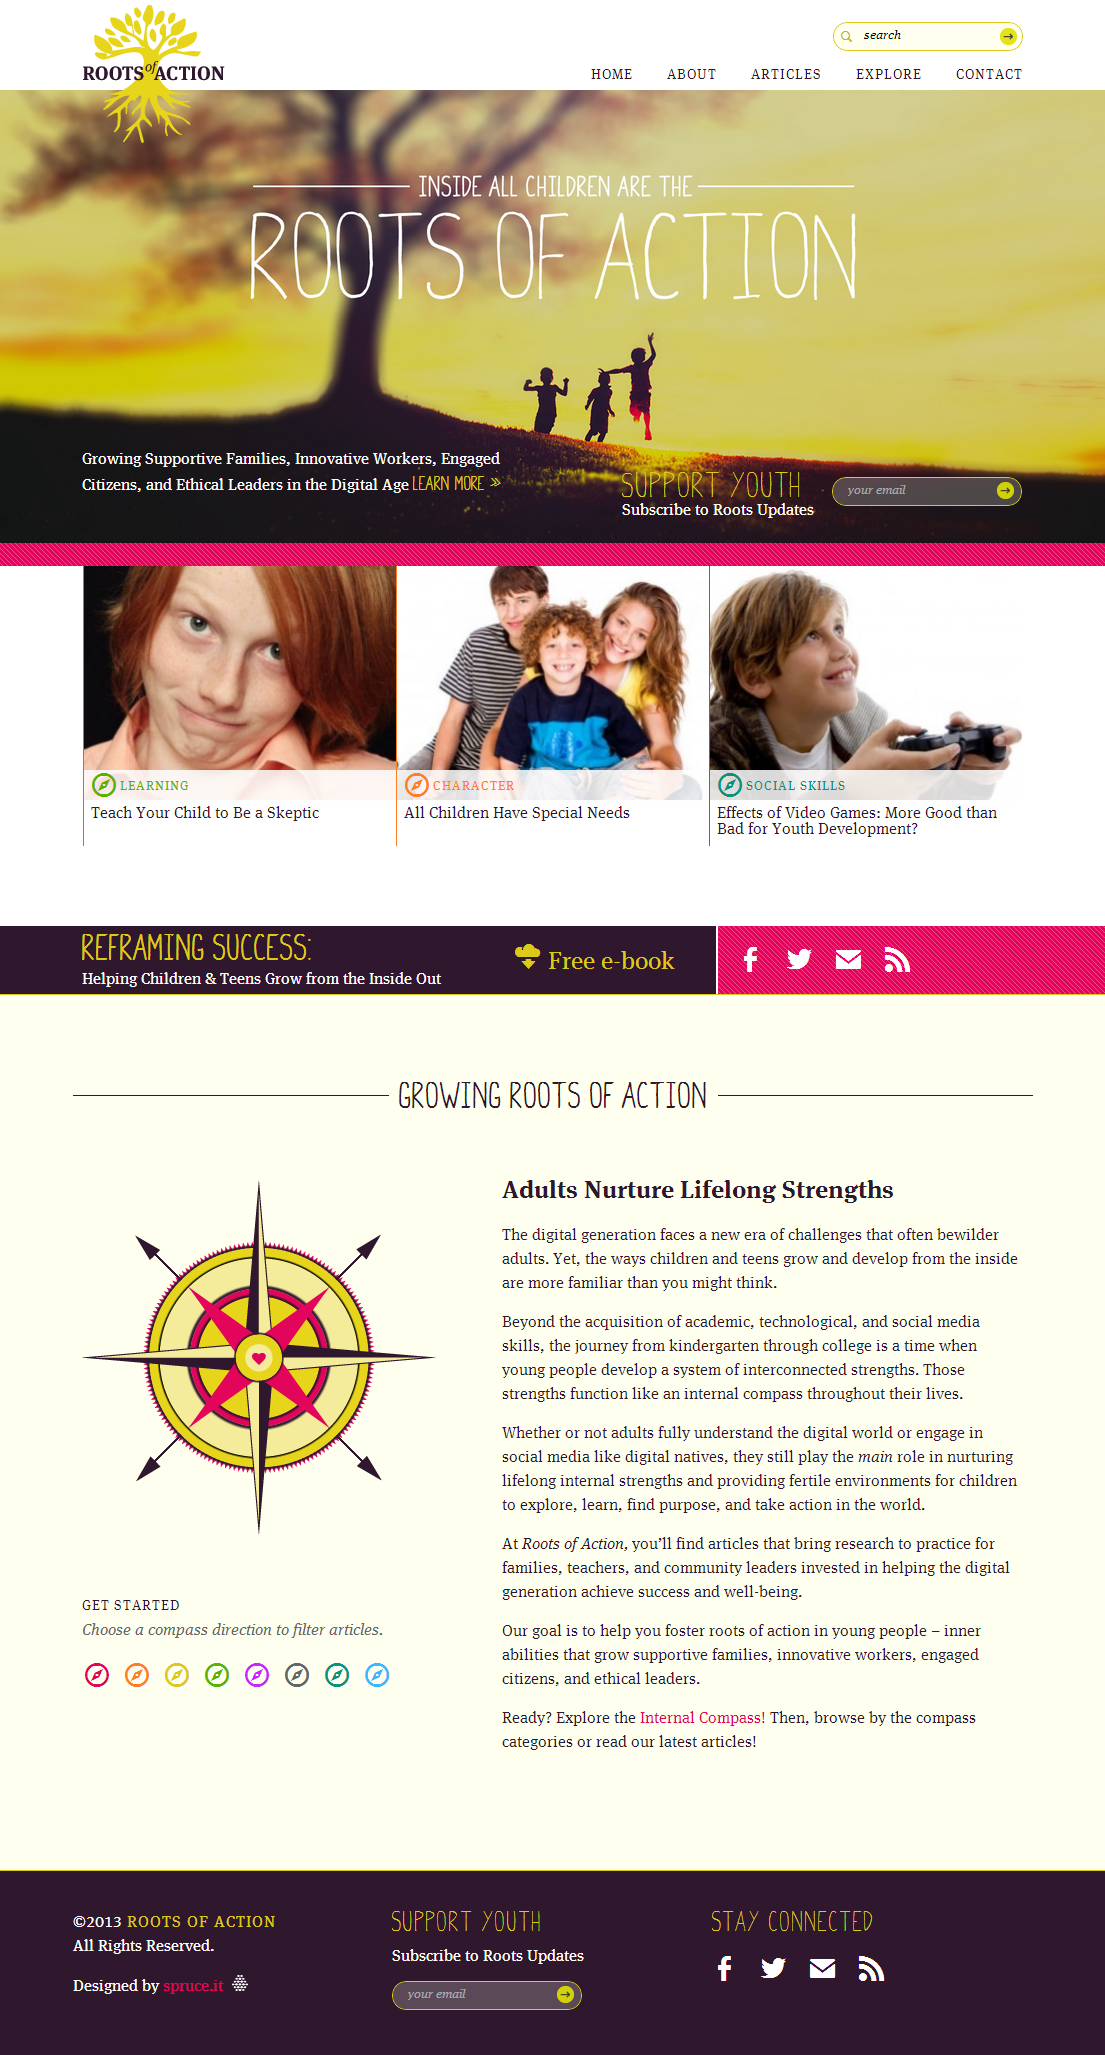 ROOTS of ACTION
search
HOME ABOUT ARTICLES EXPLORE CONTACT
INSIDE ALL CHILDREN ARE THE
ROOTS OF ACTION
Growing Supportive Families, Innovative Workers, Engaged
Citizens, and Ethical Leaders in the Digital Age LEARN MORE »
SUPPORT YOUTH
Subscribe to Roots Updates
your email
LEARNING
Teach Your Child to Be a Skeptic
CHARACTER
All Children Have Special Needs
SOCIAL SKILLS
Effects of Video Games: More Good than
Bad for Youth Development?
REFRAMING SUCCESS:
Helping Children & Teens Grow from the Inside Out
Free e-book
GROWING ROOTS OF ACTION
Adults Nurture Lifelong Strengths
The digital generation faces a new era of challenges that often bewilder
adults. Yet, the ways children and teens grow and develop from the inside
are more familiar than you might think.
Beyond the acquisition of academic, technological, and social media
skills, the journey from kindergarten through college is a time when
young people develop a system of interconnected strengths. Those
strengths function like an internal compass throughout their lives.
Whether or not adults fully understand the digital world or engage in
social media like digital natives, they still play the main role in nurturing
lifelong internal strengths and providing fertile environments for children
to explore, learn, find purpose, and take action in the world.
At Roots of Action, you’ll find articles that bring research to practice for
families, teachers, and community leaders invested in helping the digital
generation achieve success and well-being.
Our goal is to help you foster roots of action in young people – inner
abilities that grow supportive families, innovative workers, engaged
citizens, and ethical leaders.
Ready? Explore the Internal Compass! Then, browse by the compass
categories or read our latest articles!
GET STARTED
Choose a compass direction to filter articles.
©2013 ROOTS OF ACTION
All Rights Reserved.
Designed by spruce.it
SUPPORT YOUTH
Subscribe to Roots Updates
your email
STAY CONNECTED